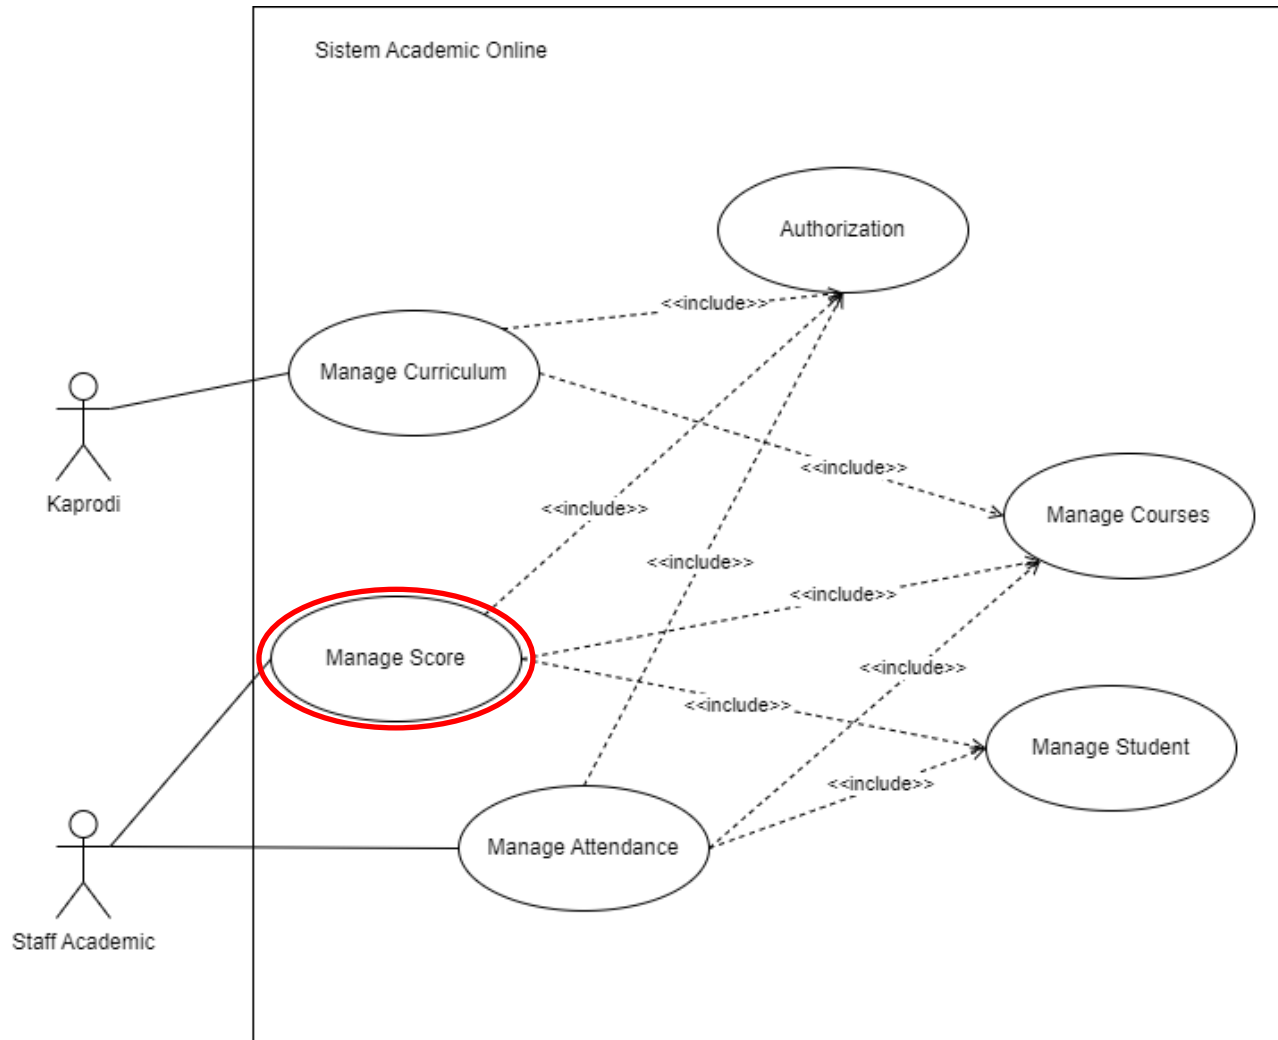 Sistem Academic Online
Authorization
<<include>>
Manage Curriculum
<<include>>
Kaprodi
<<include>>
Manage Courses
<<include>>
<<include>>
Manage Score
<<include>>
<<include>>
Manage Student
<<include>>
Manage Attendance
Staff Academic